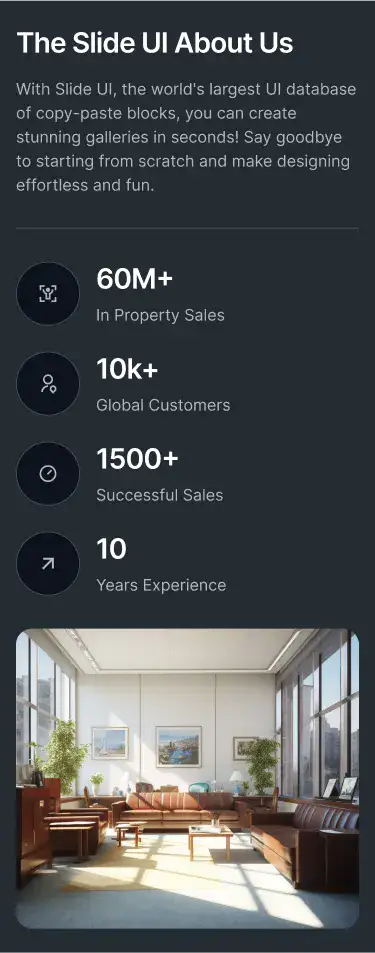 The Slide UI About Us
With Slide UI, the world's largest UI database
of copy-paste blocks, you can create
stunning galleries in seconds! Say goodbye
to starting from scratch and make designing
effortless and fun.
60M+
In Property Sales
10k+
Global Customers
1500+
Successful Sales
10
Years Experience